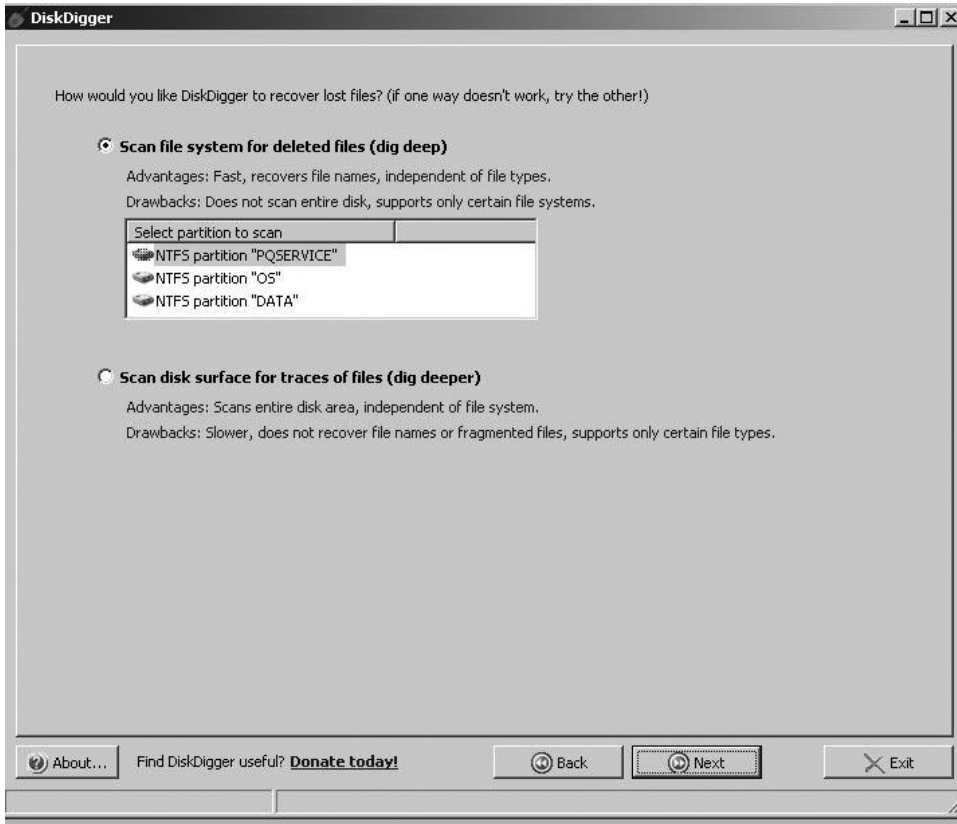 DiskDigger
How would you like DiskDigger to recover lost files? (if one way doesn't work, try the other!)
Scan file system for deleted files (dig deep)
Advantages: Fast, recovers file names, independent of file types.
Drawbacks: Does not scan entire disk, supports only certain file systems.
Select partition to scan
NTFS partition "PQSERVICE"
NTFS partition "OS"
NTFS partition "DATA"
Scan disk surface for traces of files (dig deeper)
Advantages: Scans entire disk area, independent of file system.
Drawbacks: Slower, does not recover file names or fragmented files, supports only certain file types.
About... Find DiskDigger useful? Donate today! Back Next Exit